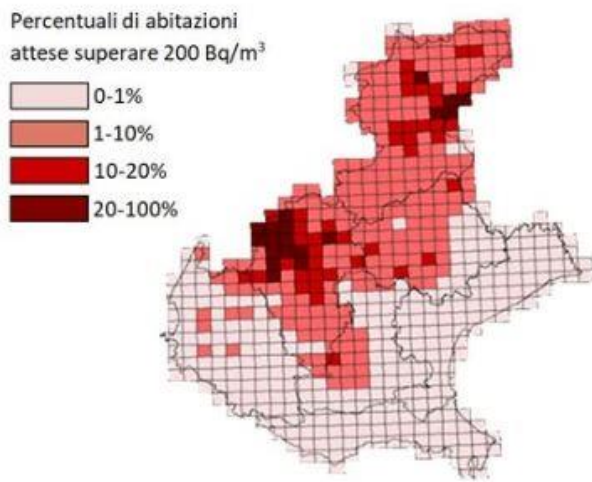 Percentuali di abitazioni
attese superare 200 Bq/m³
0-1%
1-10%
10-20%
20-100%